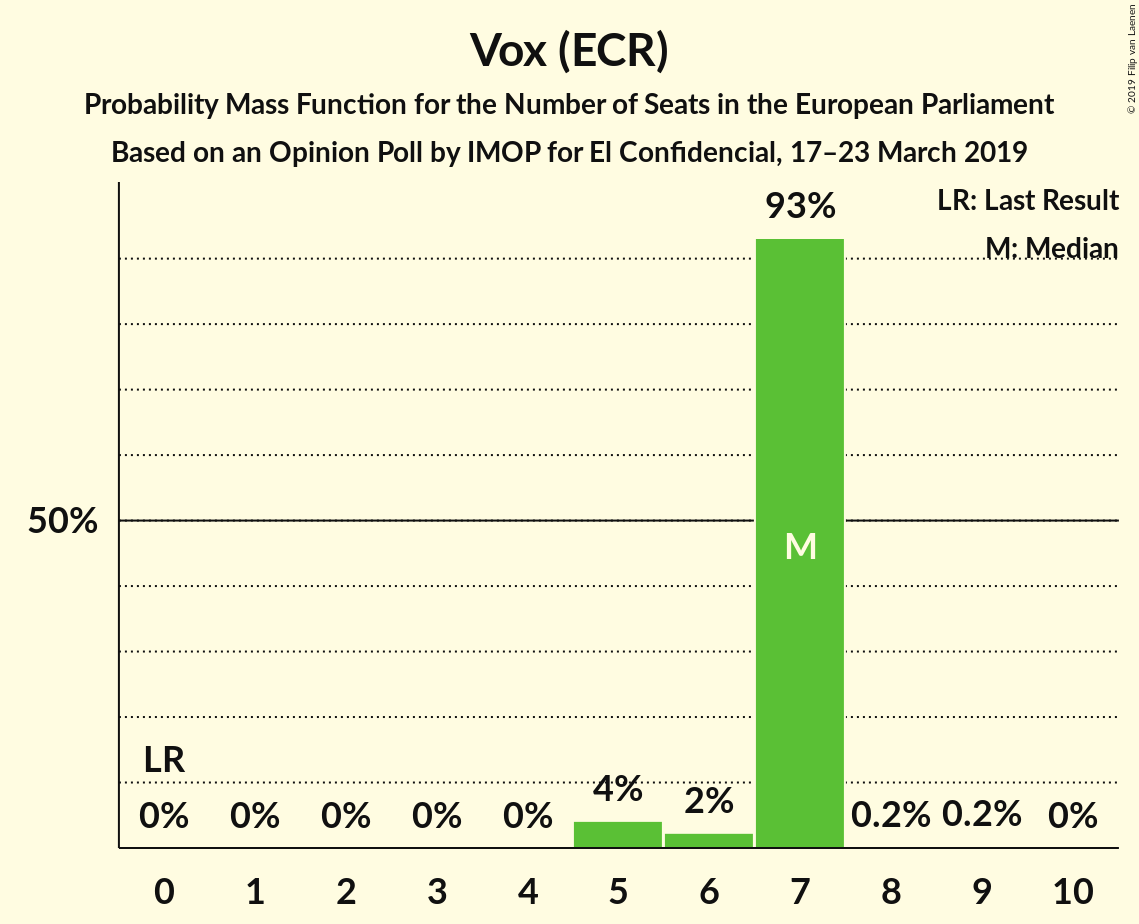 Vox (ECR)
Probability Mass Function for the Number of Seats in the European Parliament
Based on an Opinion Poll by IMOP for El Confidencial, 17–23 March 2019
© 2019 Filip van Laenen
LR: Last Result
M: Median
93%
50%
M
LR
0% 0% 0% 0% 0% 4% 2% 0.2% 0.2% 0%
0 1 2 3 4 5 6 7 8 9 10